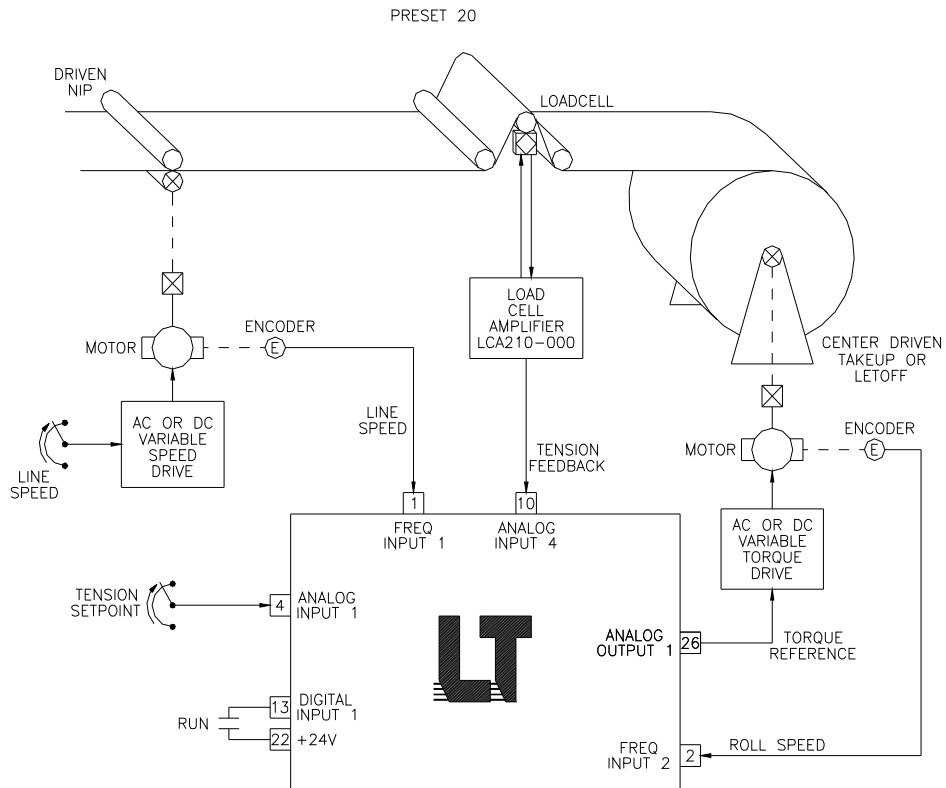 PRESET 20
DRIVEN
NIP
LOADCELL
LOAD
CELL
AMPLIFIER
LCA210-000
MOTOR
ENCODER
E
CENTER DRIVEN
TAKEUP OR
LETOFF
AC OR DC
VARIABLE
SPEED
DRIVE
LINE
SPEED
LINE
SPEED
TENSION
FEEDBACK
MOTOR
ENCODER
E
1
FREQ
INPUT 1
10
ANALOG
INPUT 4
AC OR DC
VARIABLE
TORQUE
DRIVE
TENSION
SETPOINT
4
ANALOG
INPUT 1
LT
ANALOG
OUTPUT 1
26
TORQUE
REFERENCE
RUN
13
DIGITAL
INPUT 1
22
+24V
FREQ
INPUT 2
2
ROLL SPEED